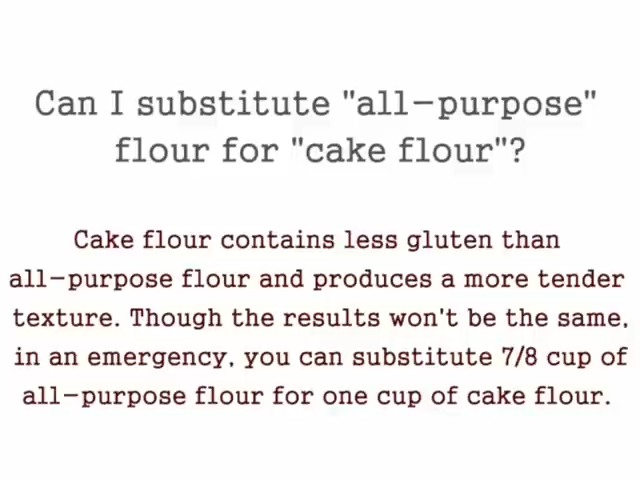 Can I substitute "all-purpose"
flour for "cake flour"?
Cake flour contains less gluten than
all-purpose flour and produces a more tender
texture. Though the results won't be the same,
in an emergency, you can substitute 7/8 cup of
all-purpose flour for one cup of cake flour.